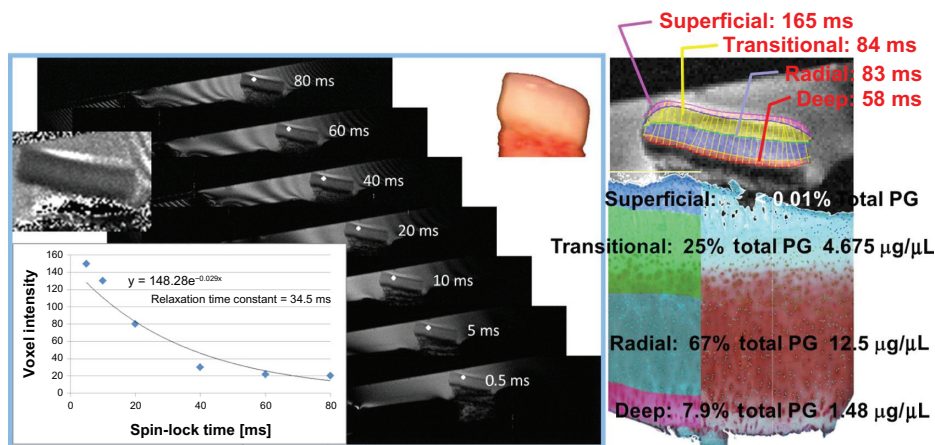 80 ms
60 ms
40 ms
20 ms
10 ms
5 ms
0.5 ms
160
140
120
100
80
60
40
20
0
Voxel intensity
y = 148.28e^–0.029x
Relaxation time constant = 34.5 ms
0 20 40 60 80
Spin-lock time [ms]
Superficial: 165 ms
Transitional: 84 ms
Radial: 83 ms
Deep: 58 ms
Superficial: < 0.01% Total PG
Transitional: 25% total PG 4.675 μg/μL
Radial: 67% total PG 12.5 μg/μL
Deep: 7.9% total PG 1.48 μg/μL